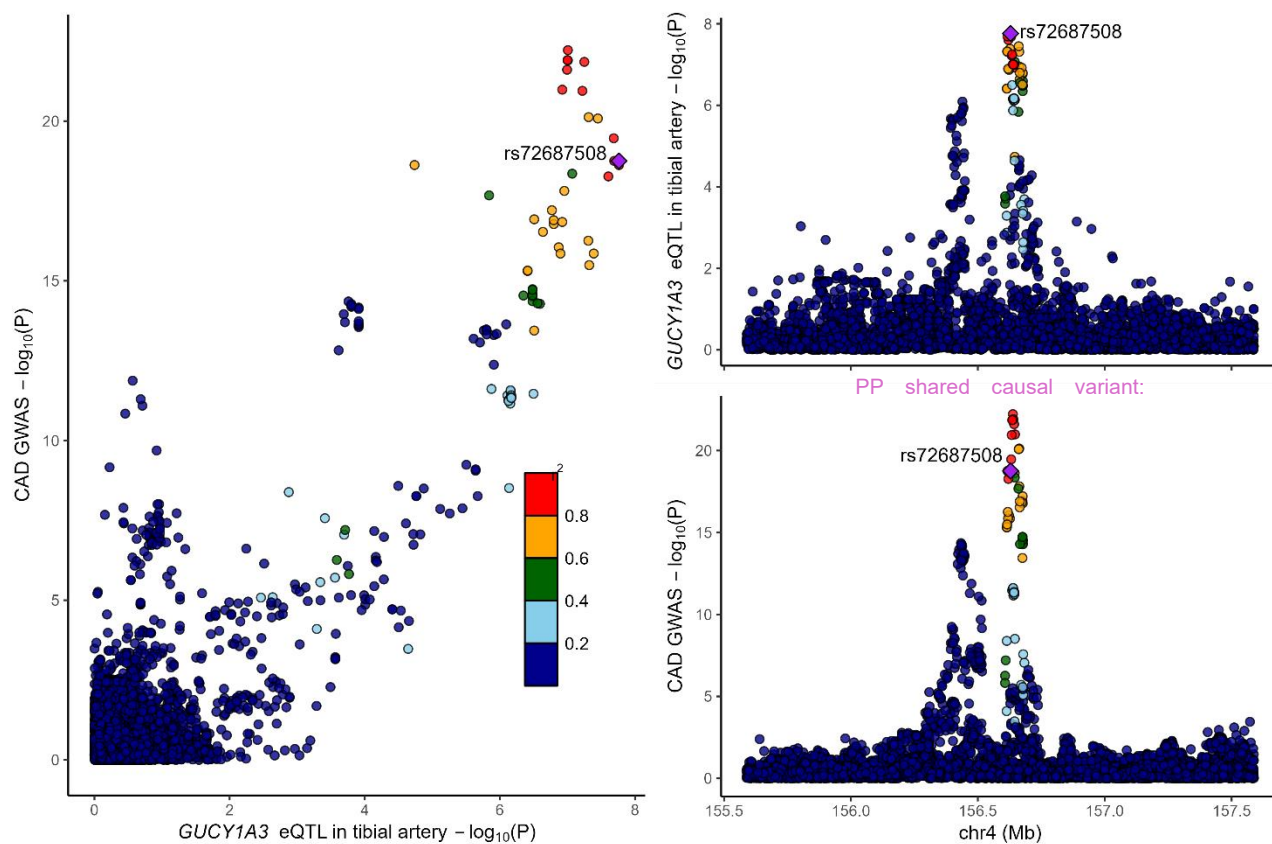 CAD GWAS − log10(P)
20
15
10
5
0
rs72687508
r2
0.8
0.6
0.4
0.2
0
2
4
6
8
GUCY1A3 eQTL in tibial artery − log10(P)
GUCY1A3 eQTL in tibial artery − log10(P)
8
6
4
2
0
rs72687508
PP shared causal variant:
CAD GWAS − log10(P)
20
15
10
5
0
rs72687508
155.5
156.0
156.5
157.0
157.5
chr4 (Mb)